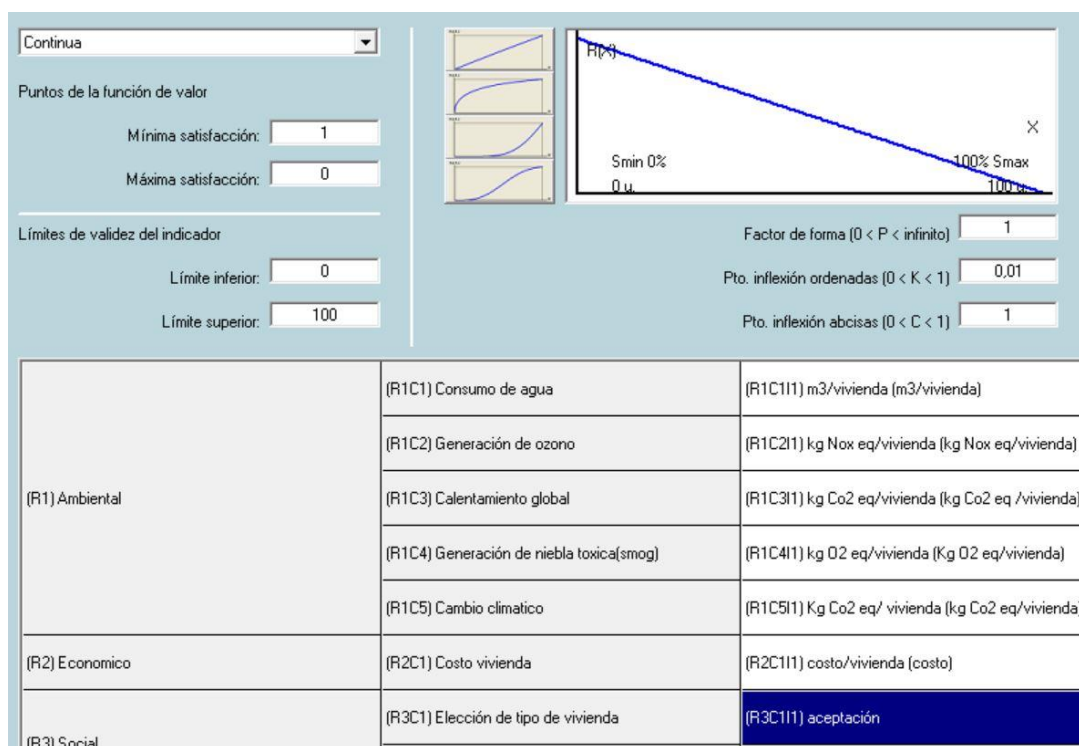 Continua
Puntos de la función de valor
Mínima satisfacción: 1
Máxima satisfacción: 0
Límites de validez del indicador
Límite inferior: 0
Límite superior: 100
R(X)
X
Smin 0%
100% Smax
0 u.
100 u.
Factor de forma (0 < P < infinito) 1
Pto. inflexión ordenadas (0 < K < 1) 0,01
Pto. inflexión abcisas (0 < C < 1) 1
(R1) Ambiental
(R1C1) Consumo de agua
(R1C1I1) m3/vivienda (m3/vivienda)
(R1C2) Generación de ozono
(R1C2I1) kg Nox eq/vivienda (kg Nox eq/vivienda)
(R1C3) Calentamiento global
(R1C3I1) kg Co2 eq/vivienda (kg Co2 eq /vivienda)
(R1C4) Generación de niebla toxica(smog)
(R1C4I1) kg O2 eq/vivienda (Kg O2 eq/vivienda)
(R1C5) Cambio climatico
(R1C5I1) Kg Co2 eq/ vivienda (kg Co2 eq/vivienda
(R2) Economico
(R2C1) Costo vivienda
(R2C1I1) costo/vivienda (costo)
(R3) Social
(R3C1) Elección de tipo de vivienda
(R3C1I1) aceptación